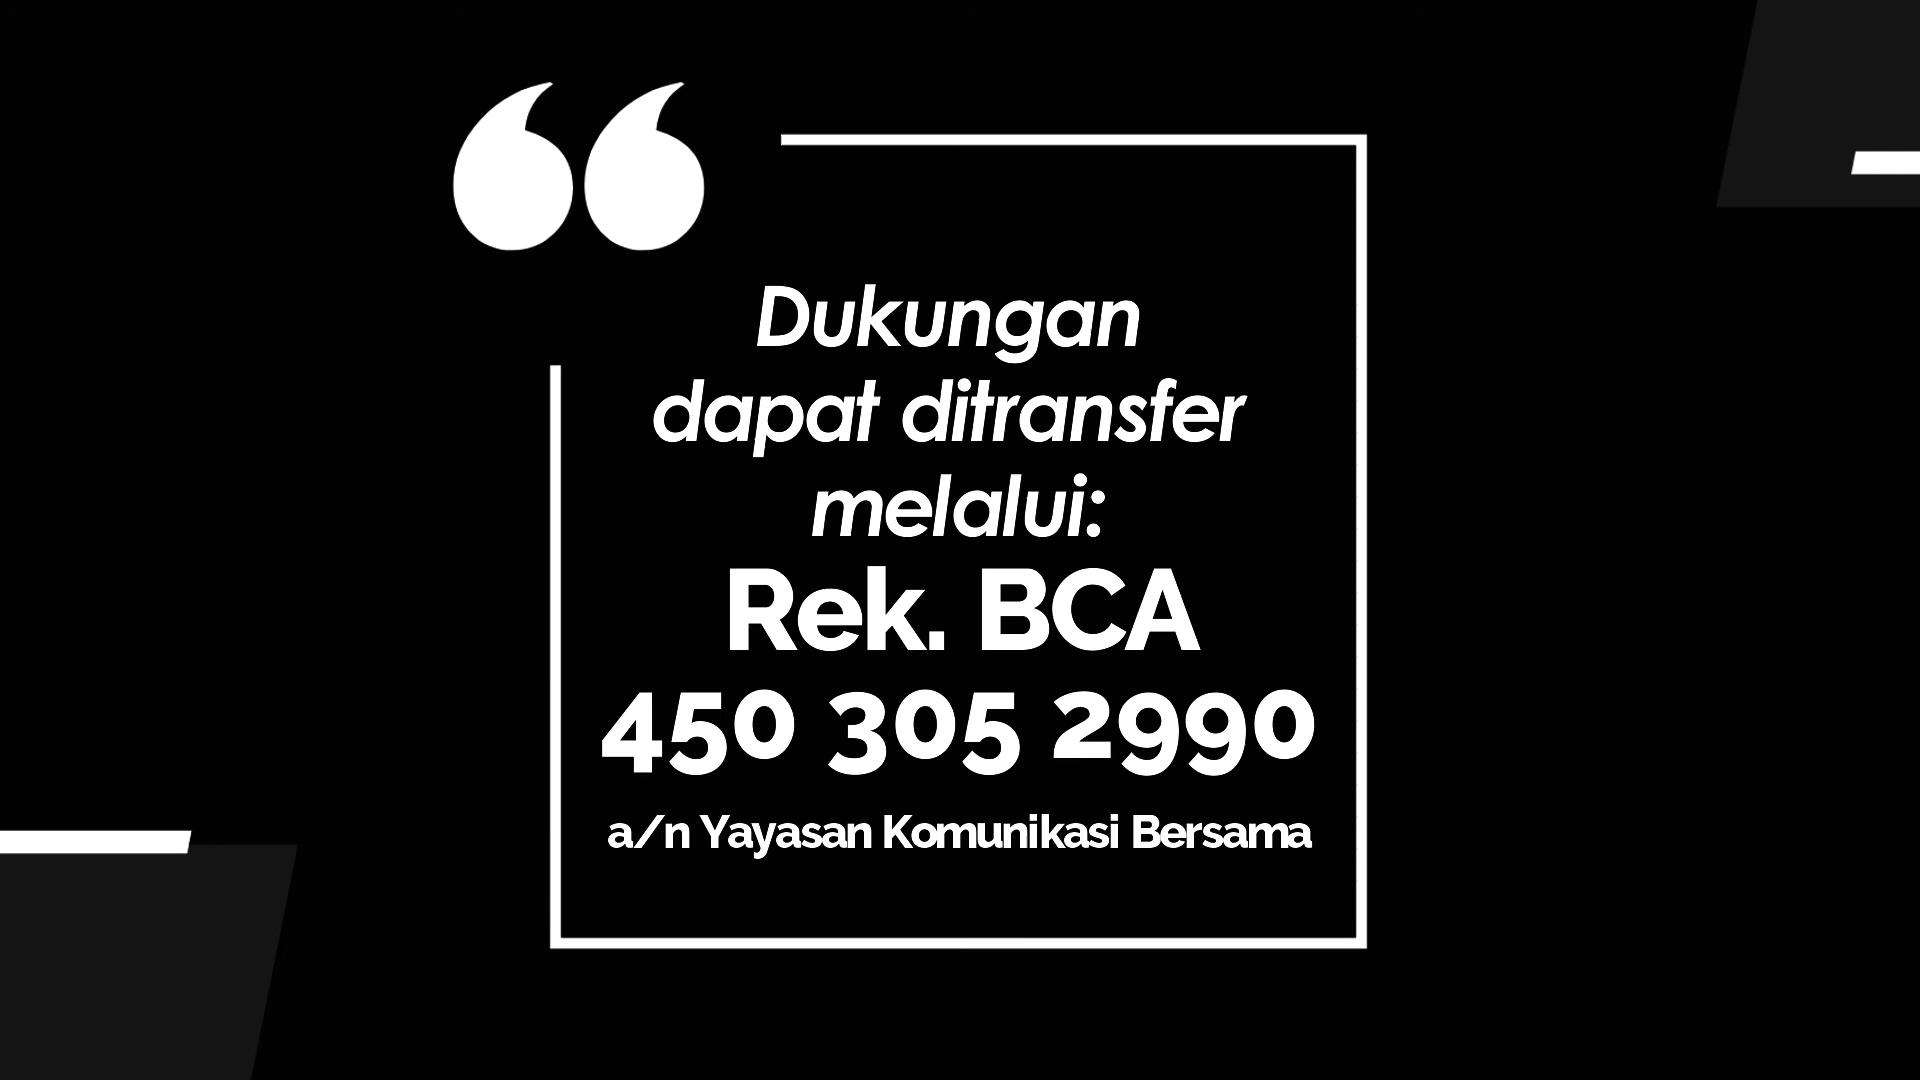 Dukungan
dapat ditransfer
melalui:
Rek. BCA
450 305 2990
a/n Yayasan Komunikasi Bersama